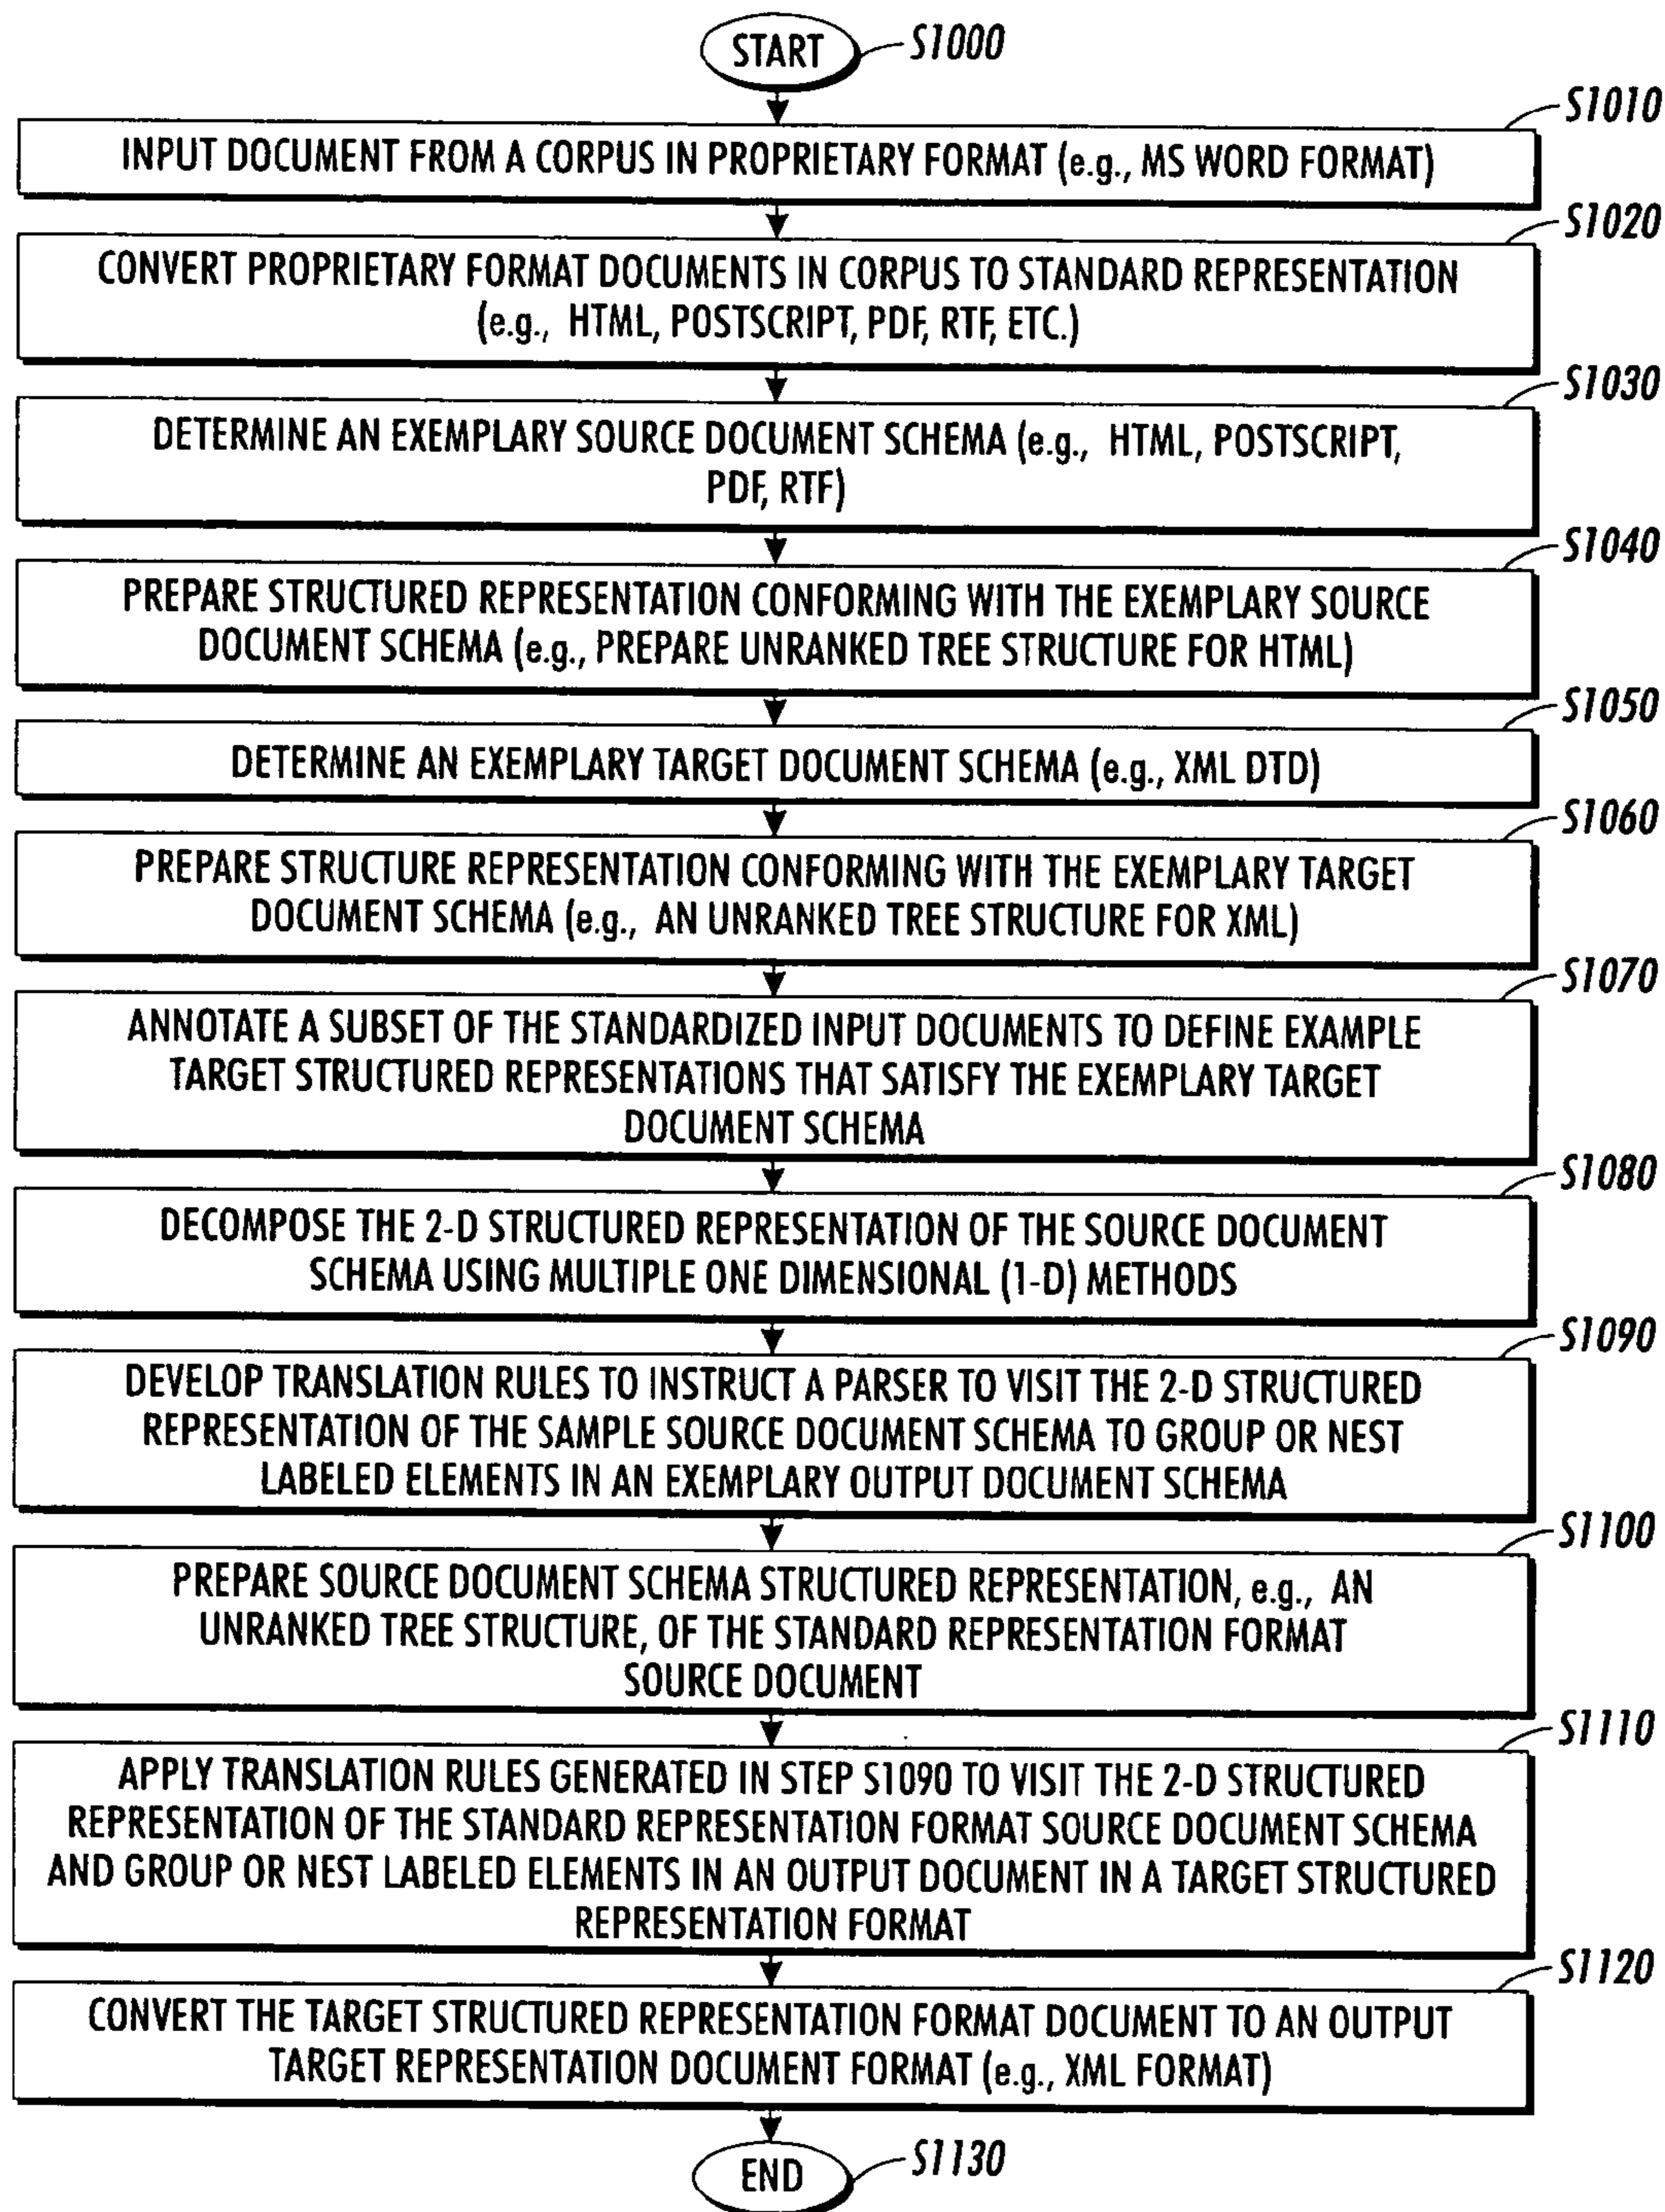 START
S1000
S1010
INPUT DOCUMENT FROM A CORPUS IN PROPRIETARY FORMAT (e.g., MS WORD FORMAT)
S1020
CONVERT PROPRIETARY FORMAT DOCUMENTS IN CORPUS TO STANDARD REPRESENTATION
(e.g., HTML, POSTSCRIPT, PDF, RTF, ETC.)
S1030
DETERMINE AN EXEMPLARY SOURCE DOCUMENT SCHEMA (e.g., HTML, POSTSCRIPT,
PDF, RTF)
S1040
PREPARE STRUCTURED REPRESENTATION CONFORMING WITH THE EXEMPLARY SOURCE
DOCUMENT SCHEMA (e.g., PREPARE UNRANKED TREE STRUCTURE FOR HTML)
S1050
DETERMINE AN EXEMPLARY TARGET DOCUMENT SCHEMA (e.g., XML DTD)
S1060
PREPARE STRUCTURE REPRESENTATION CONFORMING WITH THE EXEMPLARY TARGET
DOCUMENT SCHEMA (e.g., AN UNRANKED TREE STRUCTURE FOR XML)
S1070
ANNOTATE A SUBSET OF THE STANDARDIZED INPUT DOCUMENTS TO DEFINE EXAMPLE
TARGET STRUCTURED REPRESENTATIONS THAT SATISFY THE EXEMPLARY TARGET
DOCUMENT SCHEMA
S1080
DECOMPOSE THE 2-D STRUCTURED REPRESENTATION OF THE SOURCE DOCUMENT
SCHEMA USING MULTIPLE ONE DIMENSIONAL (1-D) METHODS
S1090
DEVELOP TRANSLATION RULES TO INSTRUCT A PARSER TO VISIT THE 2-D STRUCTURED
REPRESENTATION OF THE SAMPLE SOURCE DOCUMENT SCHEMA TO GROUP OR NEST
LABELED ELEMENTS IN AN EXEMPLARY OUTPUT DOCUMENT SCHEMA
S1100
PREPARE SOURCE DOCUMENT SCHEMA STRUCTURED REPRESENTATION, e.g., AN
UNRANKED TREE STRUCTURE, OF THE STANDARD REPRESENTATION FORMAT
SOURCE DOCUMENT
S1110
APPLY TRANSLATION RULES GENERATED IN STEP S1090 TO VISIT THE 2-D STRUCTURED
REPRESENTATION OF THE STANDARD REPRESENTATION FORMAT SOURCE DOCUMENT SCHEMA
AND GROUP OR NEST LABELED ELEMENTS IN AN OUTPUT DOCUMENT IN A TARGET STRUCTURED
REPRESENTATION FORMAT
S1120
CONVERT THE TARGET STRUCTURED REPRESENTATION FORMAT DOCUMENT TO AN OUTPUT
TARGET REPRESENTATION DOCUMENT FORMAT (e.g., XML FORMAT)
END
S1130